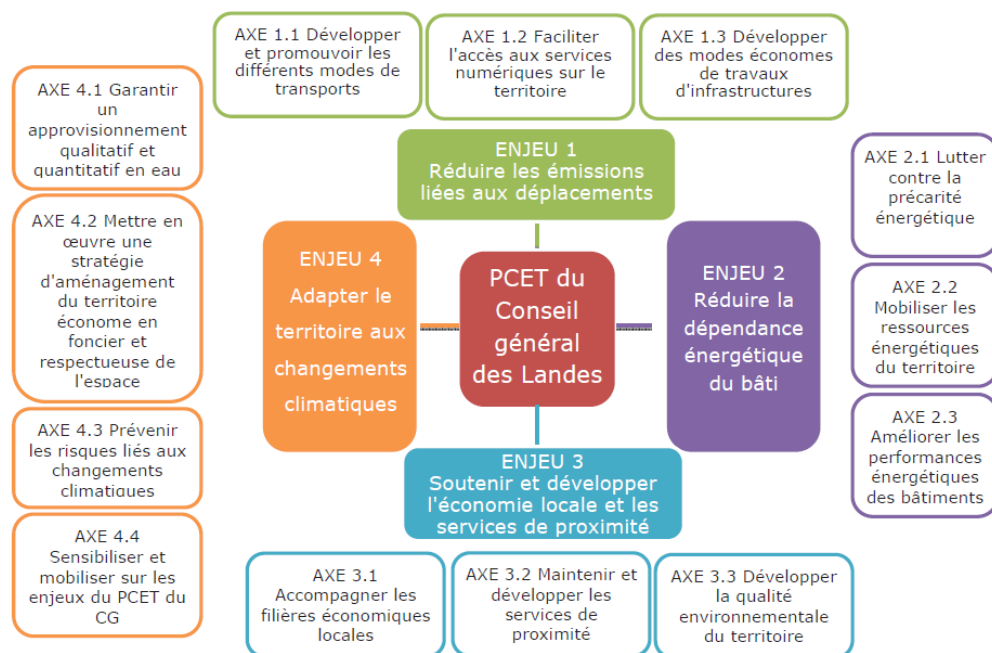 AXE 1.1 Développer
et promouvoir les
différents modes de
transports
AXE 1.2 Faciliter
l'accès aux services
numériques sur le
territoire
AXE 1.3 Développer
des modes économes
de travaux
d'infrastructures
ENJEU 1
Réduire les émissions
liées aux déplacements
AXE 4.1 Garantir
un
approvisionnement
qualitatif et
quantitatif en eau
AXE 4.2 Mettre en
œuvre une
stratégie
d'aménagement
du territoire
économe en
foncier et
respectueuse de
l'espace
AXE 4.3 Prévenir
les risques liés aux
changements
climatiques
AXE 4.4
Sensibiliser et
mobiliser sur les
enjeux du PCET du
CG
ENJEU 4
Adapter le
territoire aux
changements
climatiques
PCET du
Conseil
général
des Landes
ENJEU 2
Réduire la
dépendance
énergétique
du bâti
AXE 2.1 Lutter
contre la
précarité
énergétique
AXE 2.2
Mobiliser les
ressources
énergétiques
du territoire
AXE 2.3
Améliorer les
performances
énergétiques
des bâtiments
ENJEU 3
Soutenir et développer
l'économie locale et les
services de proximité
AXE 3.1
Accompagner les
filières économiques
locales
AXE 3.2 Maintenir et
développer les
services de
proximité
AXE 3.3 Développer
la qualité
environnementale
du territoire